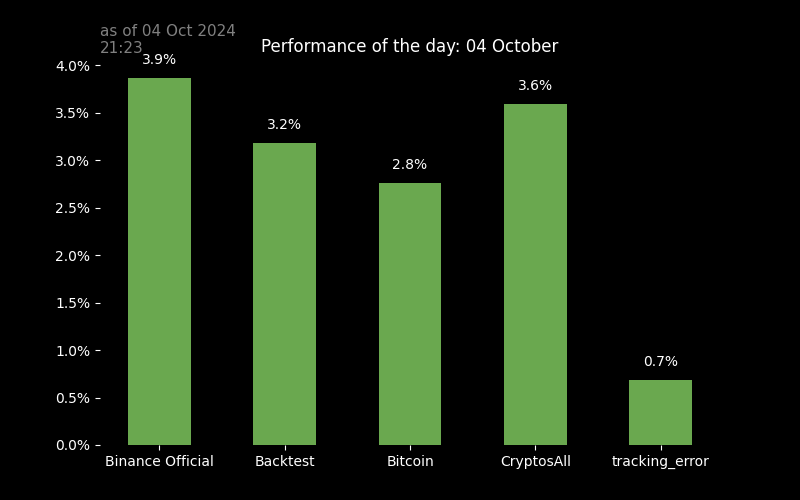 as of 04 Oct 2024
21:23
Performance of the day: 04 October
4.0%
3.5%
3.0%
2.5%
2.0%
1.5%
1.0%
0.5%
0.0%
3.9%
3.2%
2.8%
3.6%
0.7%
Binance Official
Backtest
Bitcoin
CryptosAll
tracking_error